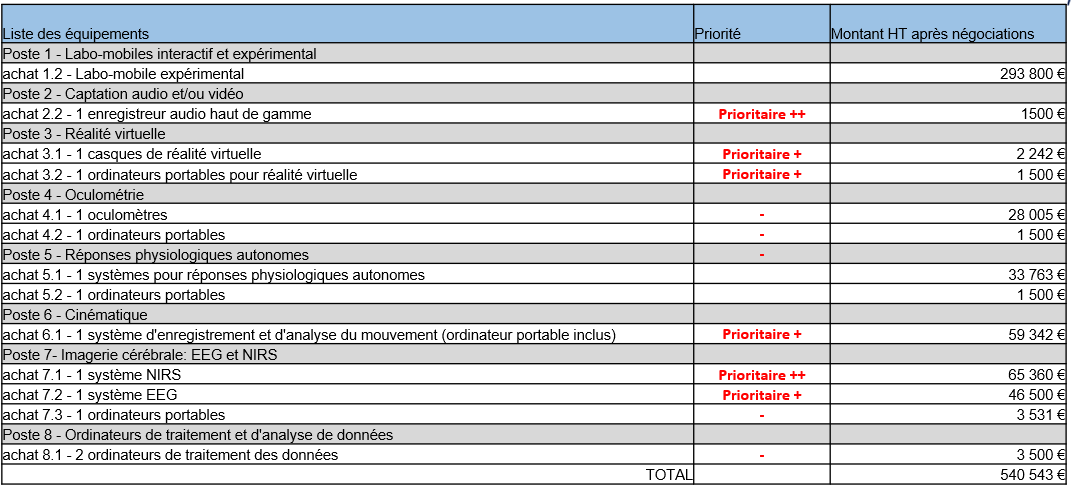 Liste des équipements Priorité Montant HT après négociations
Poste 1 - Labo-mobiles interactif et expérimental
achat 1.2 - Labo-mobile expérimental 293 800 €
Poste 2 - Captation audio et/ou vidéo
achat 2.2 - 1 enregistreur audio haut de gamme Prioritaire ++ 1500 €
Poste 3 - Réalité virtuelle
achat 3.1 - 1 casques de réalité virtuelle Prioritaire + 2 242 €
achat 3.2 - 1 ordinateurs portables pour réalité virtuelle Prioritaire + 1 500 €
Poste 4 - Oculométrie
achat 4.1 - 1 oculomètres - 28 005 €
achat 4.2 - 1 ordinateurs portables - 1 500 €
Poste 5 - Réponses physiologiques autonomes -
achat 5.1 - 1 systèmes pour réponses physiologiques autonomes 33 763 €
achat 5.2 - 1 ordinateurs portables 1 500 €
Poste 6 - Cinématique
achat 6.1 - 1 système d'enregistrement et d'analyse du mouvement (ordinateur portable inclus) Prioritaire + 59 342 €
Poste 7- Imagerie cérébrale: EEG et NIRS
achat 7.1 - 1 système NIRS Prioritaire ++ 65 360 €
achat 7.2 - 1 système EEG Prioritaire + 46 500 €
achat 7.3 - 1 ordinateurs portables - 3 531 €
Poste 8 - Ordinateurs de traitement et d'analyse de données
achat 8.1 - 2 ordinateurs de traitement des données - 3 500 €
TOTAL 540 543 €